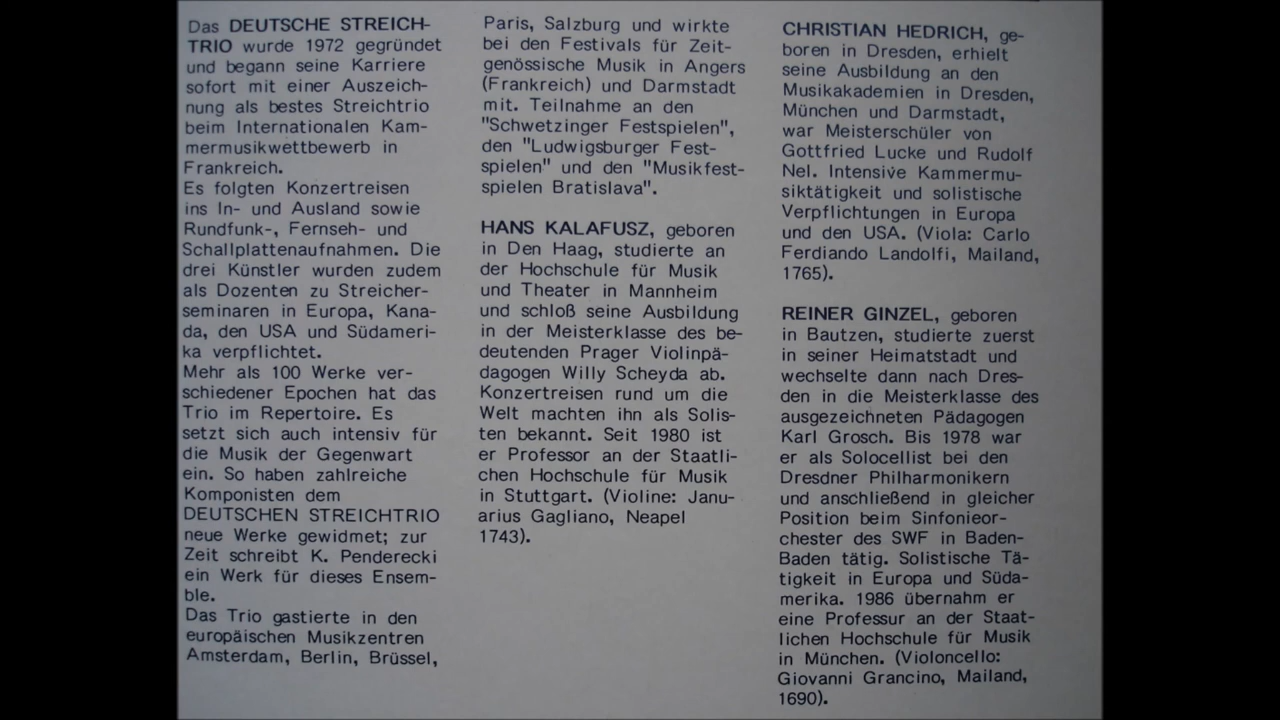 Das DEUTSCHE STREICH-
TRIO wurde 1972 gegründet
und begann seine Karriere
sofort mit einer Auszeich-
nung als bestes Streichtrio
beim Internationalen Kam-
mermusikwettbewerb in
Frankreich.
Es folgten Konzertreisen
ins In- und Ausland sowie
Rundfunk-, Fernseh- und
Schallplattenaufnahmen. Die
drei Künstler wurden zudem
als Dozenten zu Streicher-
seminaren in Europa, Kana-
da, den USA und Südameri-
ka verpflichtet.
Mehr als 100 Werke ver-
schiedener Epochen hat das
Trio im Repertoire. Es
setzt sich auch intensiv für
die Musik der Gegenwart
ein. So haben zahlreiche
Komponisten dem
DEUTSCHEN STREICHTRIO
neue Werke gewidmet; zur
Zeit schreibt K. Penderecki
ein Werk für dieses Ensem-
ble.
Das Trio gastierte in den
europäischen Musikzentren
Amsterdam, Berlin, Brüssel,
Paris, Salzburg und wirkte
bei den Festivals für Zeit-
genössische Musik in Angers
(Frankreich) und Darmstadt
mit. Teilnahme an den
"Schwetzinger Festspielen",
den "Ludwigsburger Fest-
spielen" und den "Musikfest-
spielen Bratislava".
HANS KALAFUSZ, geboren
in Den Haag, studierte an
der Hochschule für Musik
und Theater in Mannheim
und schloß seine Ausbildung
in der Meisterklasse des be-
deutenden Prager Violinpä-
dagogen Willy Scheyda ab.
Konzertreisen rund um die
Welt machten ihn als Solis-
ten bekannt. Seit 1980 ist
er Professor an der Staatli-
chen Hochschule für Musik
in Stuttgart. (Violine: Janu-
arius Gagliano, Neapel
1743).
CHRISTIAN HEDRICH, ge-
boren in Dresden, erhielt
seine Ausbildung an den
Musikakademien in Dresden,
München und Darmstadt,
war Meisterschüler von
Gottfried Lucke und Rudolf
Nel. Intensive Kammermu-
siktätigkeit und solistische
Verpflichtungen in Europa
und den USA. (Viola: Carlo
Ferdiando Landolfi, Mailand,
1765).
REINER GINZEL, geboren
in Bautzen, studierte zuerst
in seiner Heimatstadt und
wechselte dann nach Dres-
den in die Meisterklasse des
ausgezeichneten Pädagogen
Karl Grosch. Bis 1978 war
er als Solocellist bei den
Dresdner Philharmonikern
und anschließend in gleicher
Position beim Sinfonieor-
chester des SWF in Baden-
Baden tätig. Solistische Tä-
tigkeit in Europa und Süda-
merika. 1986 übernahm er
eine Professur an der Staat-
lichen Hochschule für Musik
in München. (Violoncello:
Giovanni Grancino, Mailand,
1690).